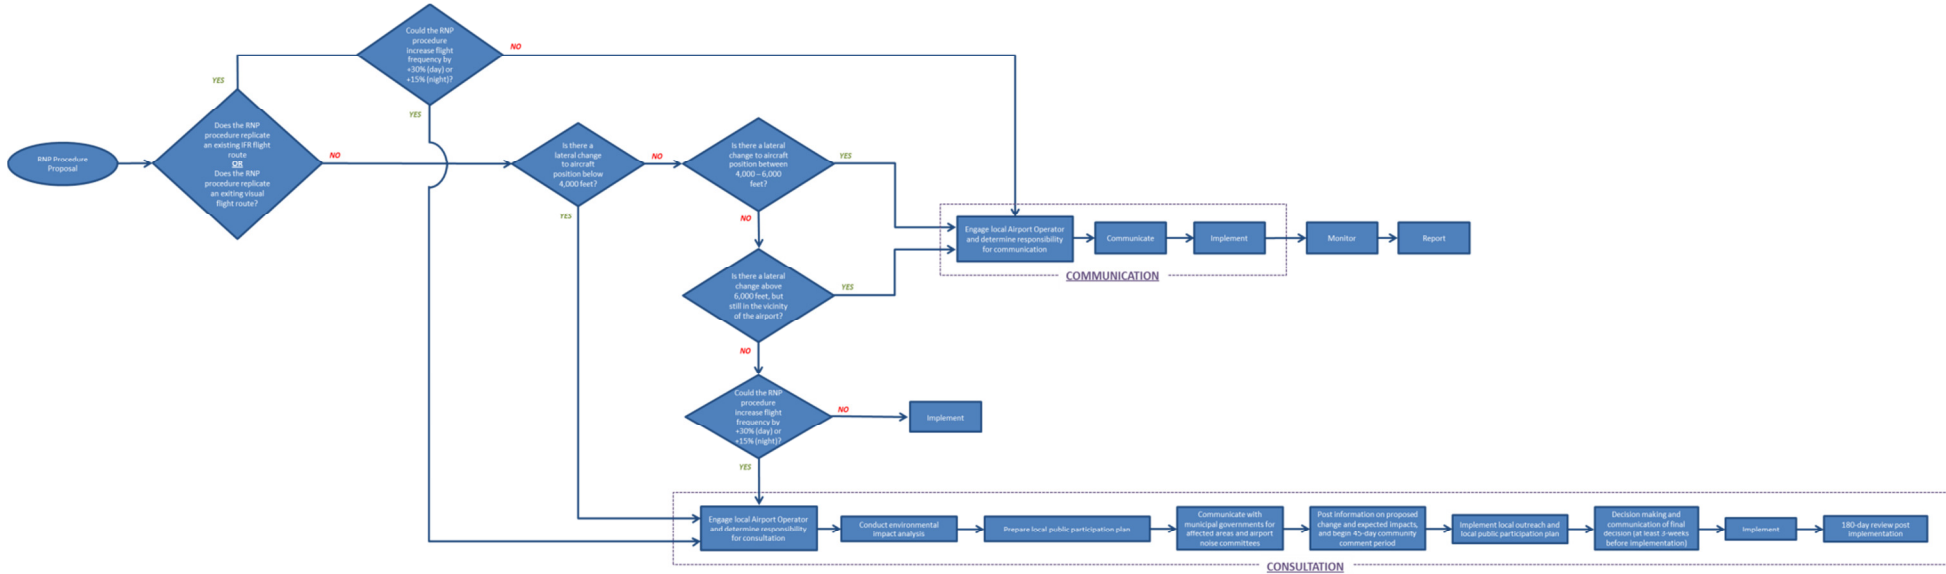 Could the RNP
procedure
increase flight
frequency by
+30% (day) or
+15% (night)?
NO
YES
YES
Does the RNP
procedure replicate
an existing IFR flight
route
OR
Does the RNP
procedure replicate
an exiting visual
flight route?
RNP Procedure
Proposal
NO
Is there a
lateral change
to aircraft
position below
4,000 feet?
NO
YES
Is there a lateral
change to aircraft
position between
4,000 – 6,000
feet?
YES
NO
Engage local Airport Operator
and determine responsibility
for communication
Communicate
Implement
Monitor
Report
COMMUNICATION
Is there a lateral
change above
6,000 feet, but
still in the vicinity
of the airport?
YES
NO
Could the RNP
procedure
increase flight
frequency by
+30% (day) or
+15% (night)?
NO
Implement
YES
Engage local Airport Operator
and determine responsibility
for consultation
Conduct environmental
impact analysis
Prepare local public participation plan
Communicate with
municipal governments for
affected areas and airport
noise committees
Post information on proposed
change and expected impacts,
and begin 45-day community
comment period
Implement local outreach and
local public participation plan
Decision making and
communication of final
decision (at least 3-weeks
before implementation)
Implement
180-day review post
implementation
CONSULTATION